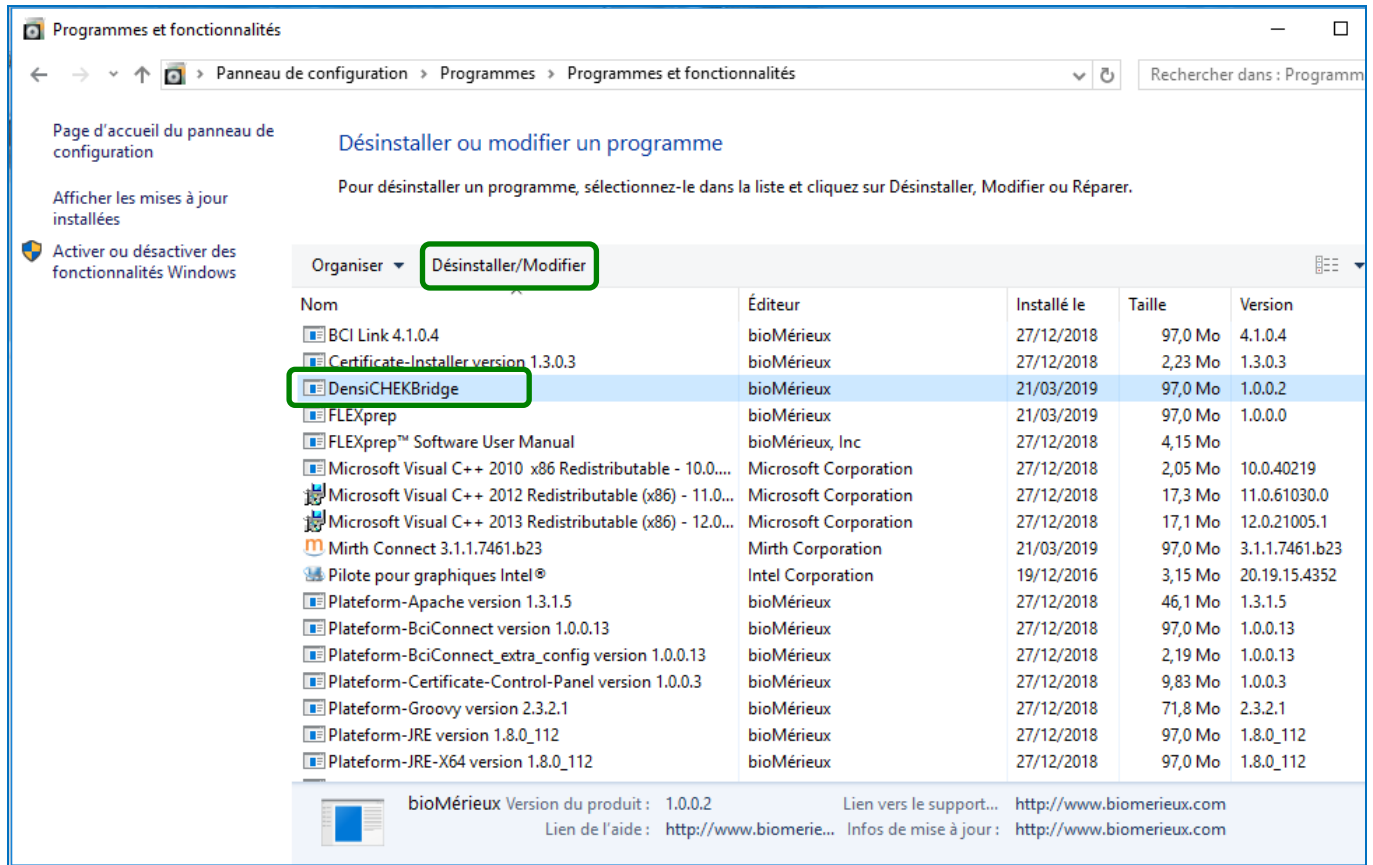 Programmes et fonctionnalités
Panneau de configuration > Programmes > Programmes et fonctionnalités
Rechercher dans : Programm
Page d'accueil du panneau de
configuration
Afficher les mises à jour
installées
Activer ou désactiver des
fonctionnalités Windows
Désinstaller ou modifier un programme
Pour désinstaller un programme, sélectionnez-le dans la liste et cliquez sur Désinstaller, Modifier ou Réparer.
Organiser Désinstaller/Modifier
Nom Éditeur Installé le Taille Version
BCI Link 4.1.0.4 bioMérieux 27/12/2018 97,0 Mo 4.1.0.4
Certificate-Installer version 1.3.0.3 bioMérieux 27/12/2018 2,23 Mo 1.3.0.3
DensiCHEKBridge bioMérieux 21/03/2019 97,0 Mo 1.0.0.2
FLEXprep bioMérieux 21/03/2019 97,0 Mo 1.0.0.0
FLEXprep™ Software User Manual bioMérieux, Inc 27/12/2018 4,15 Mo
Microsoft Visual C++ 2010 x86 Redistributable - 10.0.... Microsoft Corporation 27/12/2018 2,05 Mo 10.0.40219
Microsoft Visual C++ 2012 Redistributable (x86) - 11.0... Microsoft Corporation 27/12/2018 17,3 Mo 11.0.61030.0
Microsoft Visual C++ 2013 Redistributable (x86) - 12.0... Microsoft Corporation 27/12/2018 17,1 Mo 12.0.21005.1
Mirth Connect 3.1.1.7461.b23 Mirth Corporation 21/03/2019 97,0 Mo 3.1.1.7461.b23
Pilote pour graphiques Intel® Intel Corporation 19/12/2016 3,15 Mo 20.19.15.4352
Plateform-Apache version 1.3.1.5 bioMérieux 27/12/2018 46,1 Mo 1.3.1.5
Plateform-BciConnect version 1.0.0.13 bioMérieux 27/12/2018 97,0 Mo 1.0.0.13
Plateform-BciConnect_extra_config version 1.0.0.13 bioMérieux 27/12/2018 2,19 Mo 1.0.0.13
Plateform-Certificate-Control-Panel version 1.0.0.3 bioMérieux 27/12/2018 9,83 Mo 1.0.0.3
Plateform-Groovy version 2.3.2.1 bioMérieux 27/12/2018 71,8 Mo 2.3.2.1
Plateform-JRE version 1.8.0_112 bioMérieux 27/12/2018 97,0 Mo 1.8.0_112
Plateform-JRE-X64 version 1.8.0_112 bioMérieux 27/12/2018 97,0 Mo 1.8.0_112
bioMérieux Version du produit : 1.0.0.2 Lien vers le support... http://www.biomerieux.com
Lien de l'aide : http://www.biomerie... Infos de mise à jour : http://www.biomerieux.com